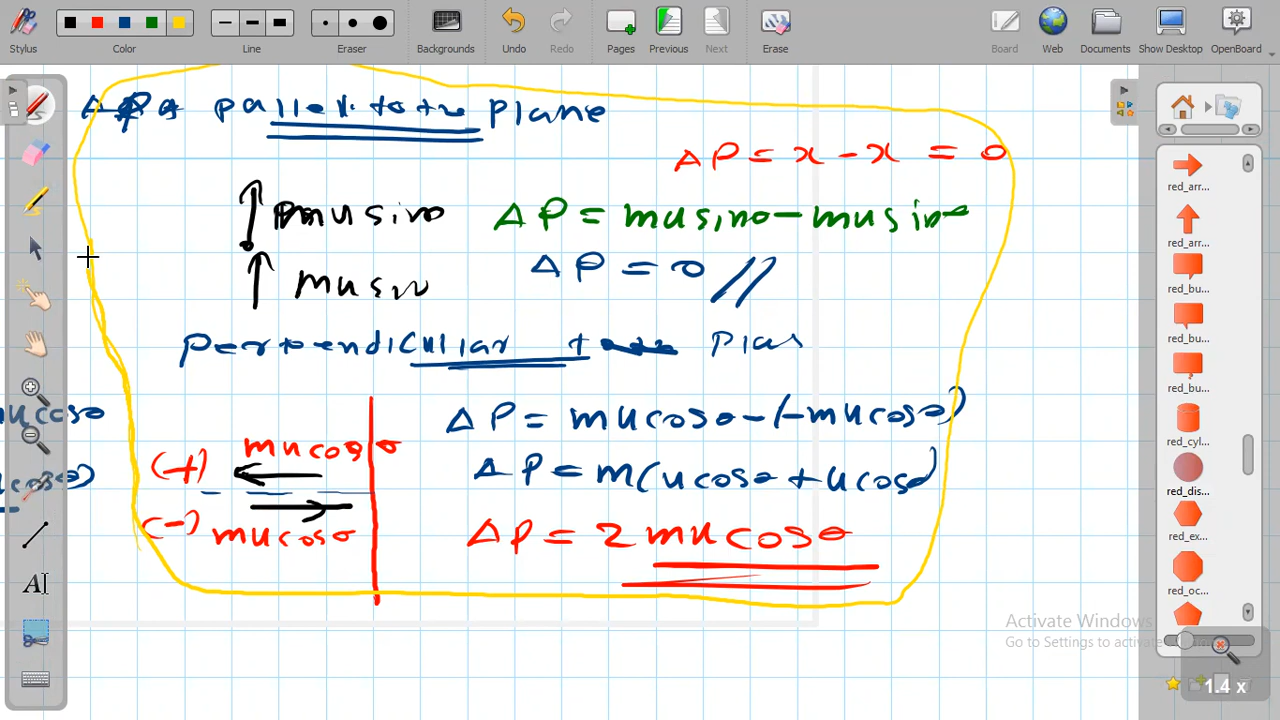 Stylus Color Line Eraser Backgrounds Undo Redo Pages Previous Next Erase Board Web Documents Show Desktop OpenBoard
parallel to the plane
ΔP = x - x = 0
musinθ ΔP = musinθ - musinθ
ΔP = 0 //
musin
perpendicular to
ΔP = mucosθ - (-mucosθ)
ucosθ
(+) mucosθ
ΔP = m(ucosθ + ucosθ)
(-) mucosθ
ΔP = 2mucosθ
red_arr...
red_arr...
red_bu...
red_bu...
red_bu...
red_cyl...
red_dis...
red_ex...
red_oc...
A
Activate Windows
Go to Settings to activate
1.4 x